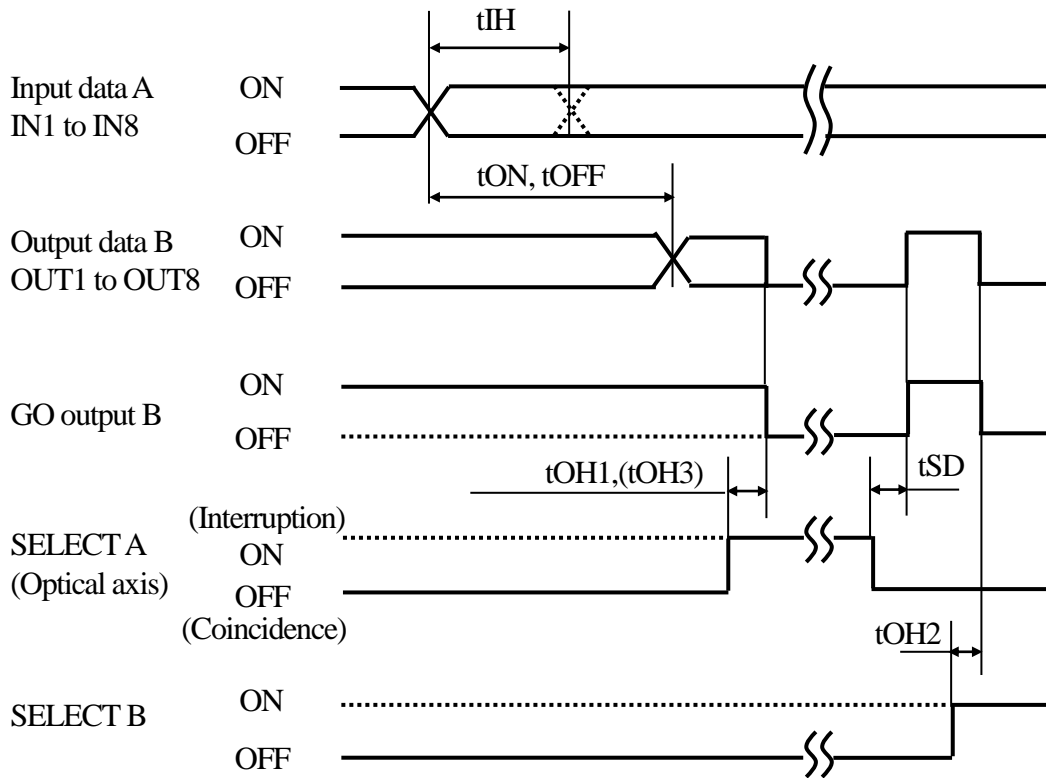 tIH
Input data A
IN1 to IN8
ON
OFF
tON, tOFF
Output data B
OUT1 to OUT8
ON
OFF
GO output B
ON
OFF
tOH1,(tOH3)
tSD
SELECT A
(Optical axis)
(Interruption)
ON
OFF
(Coincidence)
tOH2
SELECT B
ON
OFF